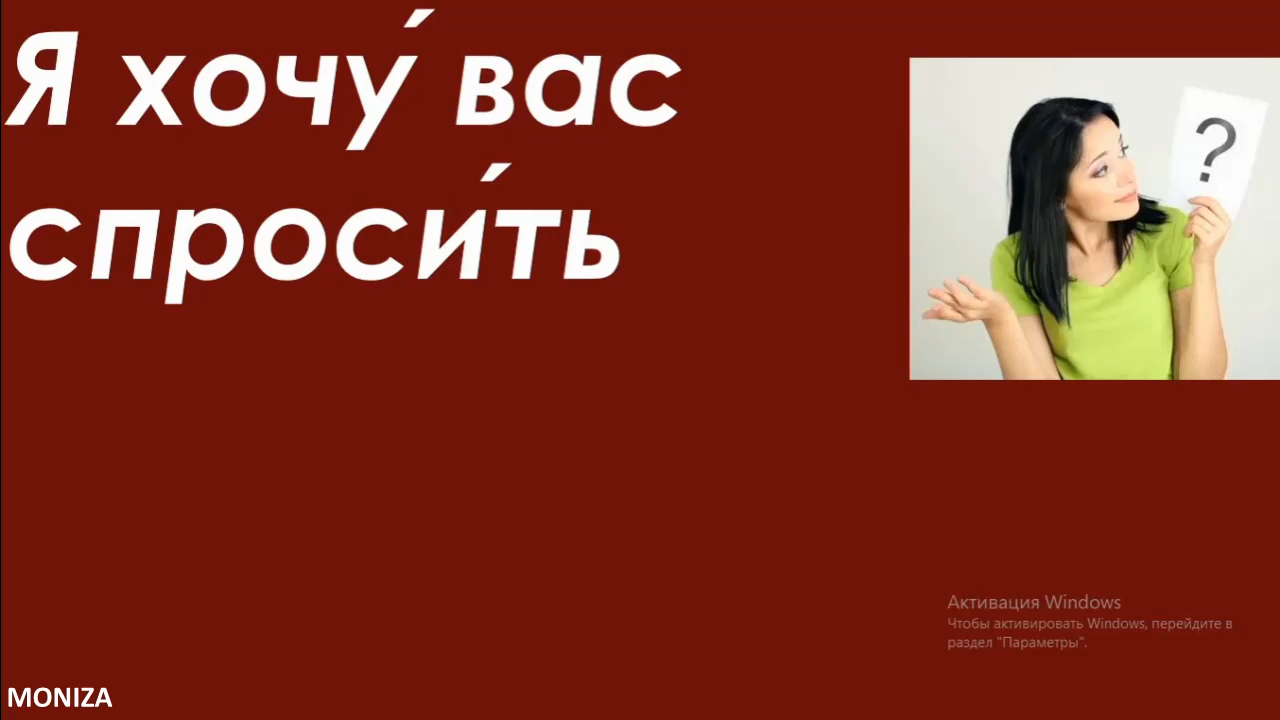 Я хочу́ вас
спроси́ть
?
Активация Windows
Чтобы активировать Windows, перейдите в
раздел "Параметры".
MONIZA